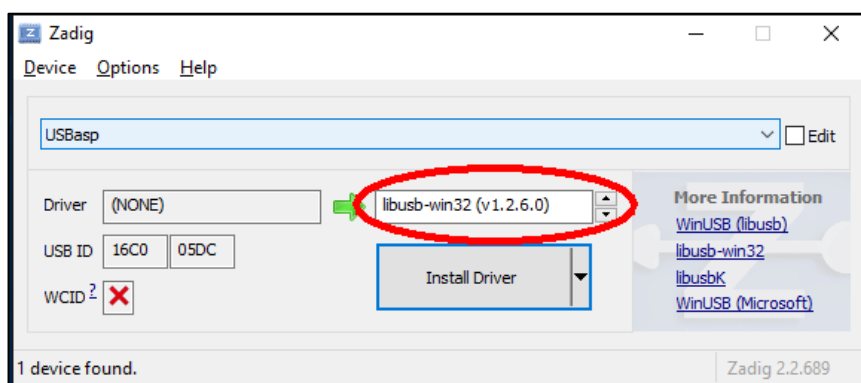 Zadig
Device Options Help
USBasp
Edit
Driver (NONE) libusb-win32 (v1.2.6.0)
USB ID 16C0 05DC
WCID ?
Install Driver
More Information
WinUSB (libusb)
libusb-win32
libusbK
WinUSB (Microsoft)
1 device found.
Zadig 2.2.689